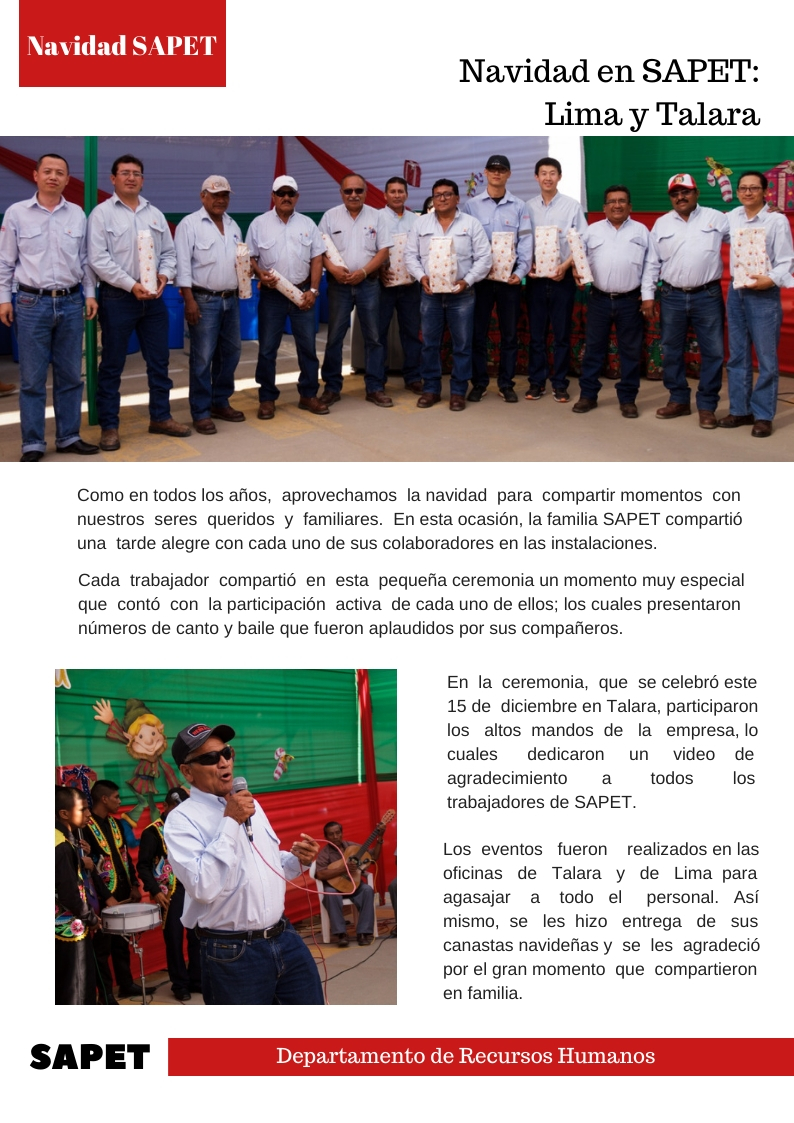 Navidad SAPET
Navidad en SAPET:
Lima y Talara
Como en todos los años, aprovechamos la navidad para compartir momentos con
nuestros seres queridos y familiares. En esta ocasión, la familia SAPET compartió
una tarde alegre con cada uno de sus colaboradores en las instalaciones.
Cada trabajador compartió en esta pequeña ceremonia un momento muy especial
que contó con la participación activa de cada uno de ellos; los cuales presentaron
números de canto y baile que fueron aplaudidos por sus compañeros.
En la ceremonia, que se celebró este
15 de diciembre en Talara, participaron
los altos mandos de la empresa, lo
cuales dedicaron un video de
agradecimiento a todos los
trabajadores de SAPET.
Los eventos fueron realizados en las
oficinas de Talara y de Lima para
agasajar a todo el personal. Así
mismo, se les hizo entrega de sus
canastas navideñas y se les agradeció
por el gran momento que compartieron
en familia.
SAPET
Departamento de Recursos Humanos